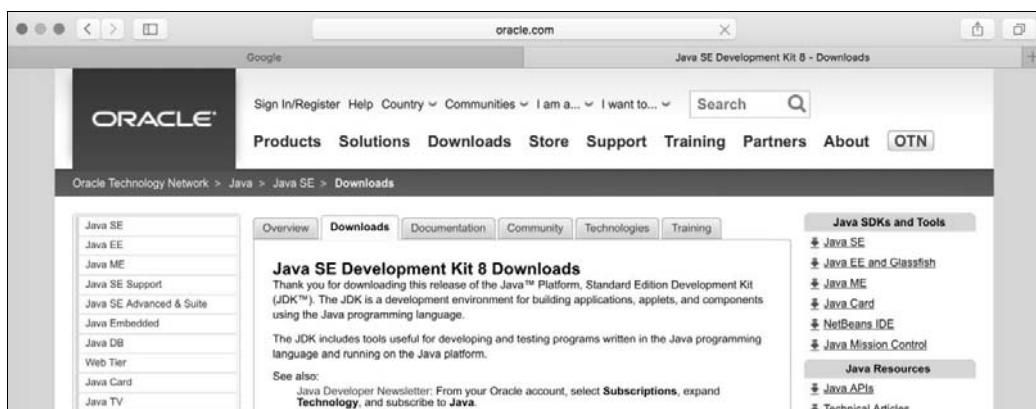 oracle.com
Google
Java SE Development Kit 8 - Downloads
ORACLE
Sign In/Register Help Country Communities I am a... I want to... Search
Products Solutions Downloads Store Support Training Partners About OTN
Oracle Technology Network > Java > Java SE > Downloads
Java SE
Java EE
Java ME
Java SE Support
Java SE Advanced & Suite
Java Embedded
Java DB
Web Tier
Java Card
Java TV
Overview Downloads Documentation Community Technologies Training
Java SE Development Kit 8 Downloads
Thank you for downloading this release of the Java™ Platform, Standard Edition Development Kit
(JDK™). The JDK is a development environment for building applications, applets, and components
using the Java programming language.
The JDK includes tools useful for developing and testing programs written in the Java programming
language and running on the Java platform.
See also:
Java Developer Newsletter: From your Oracle account, select Subscriptions, expand
Technology, and subscribe to Java.
Java SDKs and Tools
Java SE
Java EE and Glassfish
Java ME
Java Card
NetBeans IDE
Java Mission Control
Java Resources
Java APIs
Technical Articles